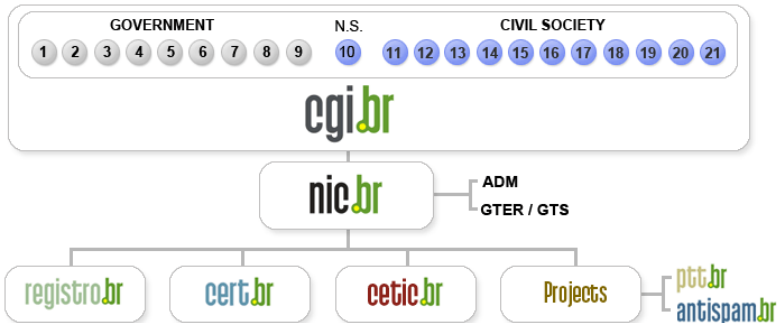 GOVERNMENT N.S. CIVIL SOCIETY
1 2 3 4 5 6 7 8 9 10 11 12 13 14 15 16 17 18 19 20 21
cgi.br
nic.br
ADM
GTER / GTS
registro.br cert.br cetic.br Projects
ptt.br
antispam.br